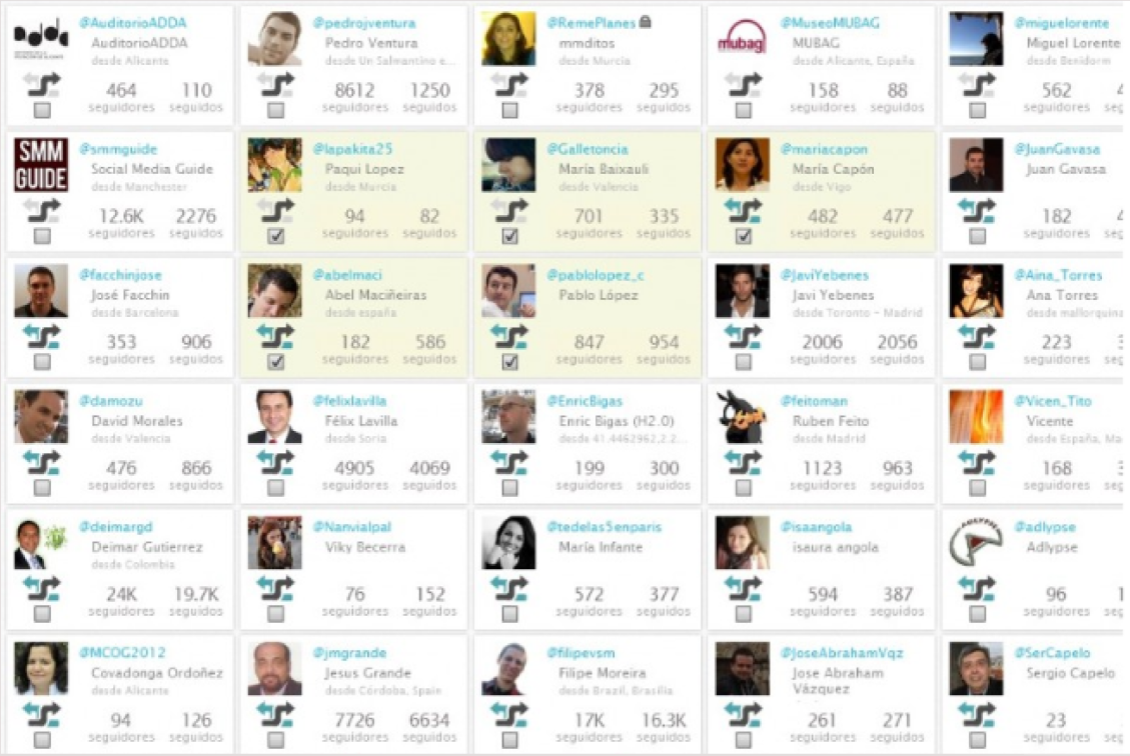 @AuditorioADDA
AuditorioADDA
desde Alicante
464 110
seguidores seguidos
@pedrojventura
Pedro Ventura
desde Un Salmantino e...
8612 1250
seguidores seguidos
@RemePlanes
mmditos
desde Murcia
378 295
seguidores seguidos
mubag
@MuseoMUBAG
MUBAG
desde Alicante, España
158 88
seguidores seguidos
@miguelorente
Miguel Lorente
desde Benidorm
562
seguidores
SMM
GUIDE
@smmguide
Social Media Guide
desde Manchester
12.6K 2276
seguidores seguidos
@lapakita25
Paqui Lopez
desde Murcia
94 82
seguidores seguidos
@Galletoncia
María Baixauli
desde Valencia
701 335
seguidores seguidos
@mariacapon
María Capón
desde Vigo
482 477
seguidores seguidos
@JuanGavasa
Juan Gavasa
182
seguidores
@facchinjose
José Facchin
desde Barcelona
353 906
seguidores seguidos
@abelmaci
Abel Maciñeiras
desde españa
182 586
seguidores seguidos
@pablolopez_c
Pablo López
847 954
seguidores seguidos
@JaviYebenes
Javi Yebenes
desde Toronto - Madrid
2006 2056
seguidores seguidos
@Aina_Torres
Ana Torres
desde mallorquina
223
seguidores
@damozu
David Morales
desde Valencia
476 866
seguidores seguidos
@felixlavilla
Félix Lavilla
desde Soria
4905 4069
seguidores seguidos
@EnricBigas
Enric Bigas (H2.0)
desde 41.4462962,2.2...
199 300
seguidores seguidos
@feitoman
Ruben Feito
desde Madrid
1123 963
seguidores seguidos
@Vicen_Tito
Vicente
desde España, Ma
168
seguidores
@deimargd
Deimar Gutierrez
desde Colombia
24K 19.7K
seguidores seguidos
@Nanvialpal
Viky Becerra
76 152
seguidores seguidos
@tedelas5enparis
María Infante
572 377
seguidores seguidos
@isaangola
isaura angola
594 387
seguidores seguidos
@adlypse
Adlypse
96
seguidores
@MCOG2012
Covadonga Ordoñez
desde Alicante
94 126
seguidores seguidos
@jmgrande
Jesus Grande
desde Córdoba, Spain
7726 6634
seguidores seguidos
@filipevsm
Filipe Moreira
desde Brazil, Brasilia
17K 16.3K
seguidores seguidos
@JoseAbrahamVqz
Jose Abraham
Vázquez
261 271
seguidores seguidos
@SerCapelo
Sergio Capelo
23
seguidores